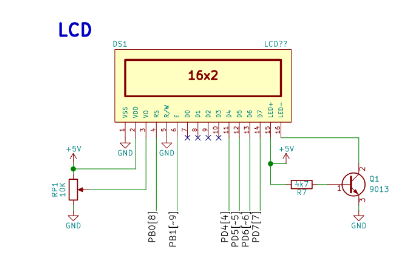 LCD
DS1
LCD??
16x2
VSS
VDD
VO
RS
R/W
E
D0
D1
D2
D3
D4
D5
D6
D7
LED+
LED-
1
2
3
4
5
6
7
8
9
10
11
12
13
14
15
16
GND
GND
+5V
+5V
RP1
10K
GND
PB0[8]
PB1[-9]
PD4[4]
PD5[-5]
PD6[-6]
PD7[7]
4k7
R7
1
2
3
Q1
9013
GND